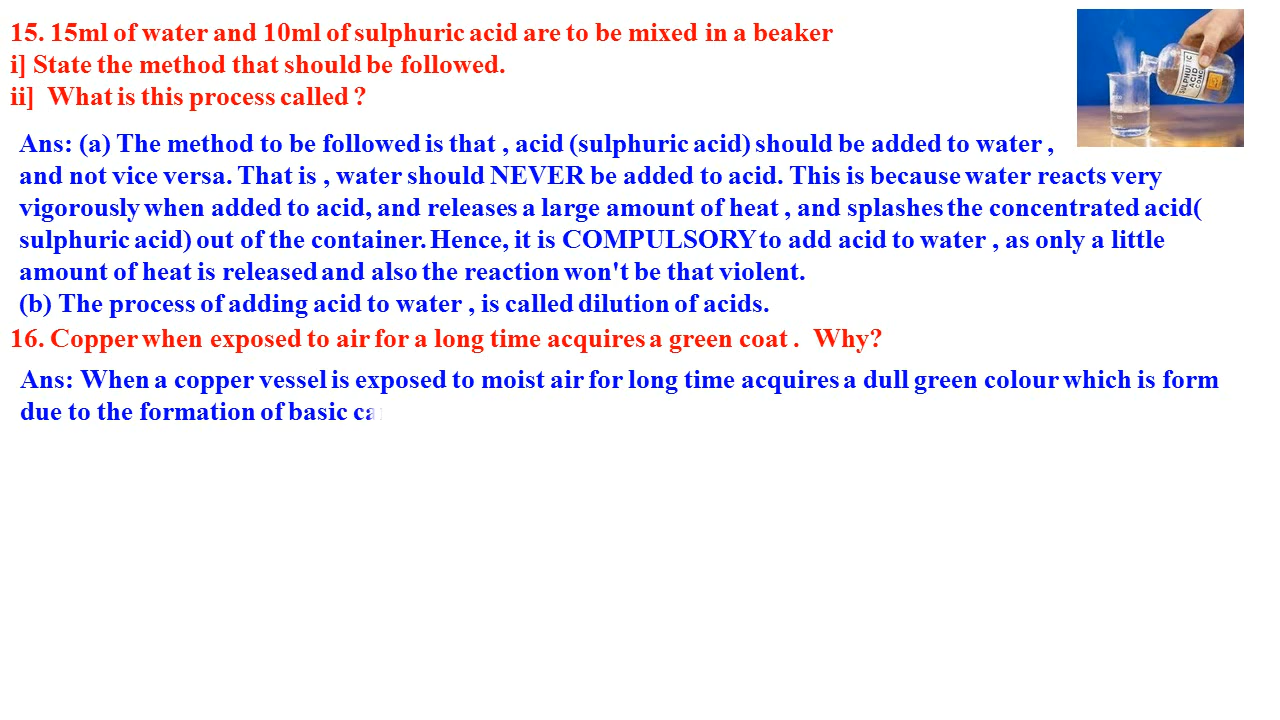 15. 15ml of water and 10ml of sulphuric acid are to be mixed in a beaker
i] State the method that should be followed.
ii] What is this process called ?
SULPHURIC
ACID
CONC
Ans: (a) The method to be followed is that , acid (sulphuric acid) should be added to water ,
and not vice versa. That is , water should NEVER be added to acid. This is because water reacts very
vigorously when added to acid, and releases a large amount of heat , and splashes the concentrated acid(
sulphuric acid) out of the container. Hence, it is COMPULSORY to add acid to water , as only a little
amount of heat is released and also the reaction won't be that violent.
(b) The process of adding acid to water , is called dilution of acids.
16. Copper when exposed to air for a long time acquires a green coat . Why?
Ans: When a copper vessel is exposed to moist air for long time acquires a dull green colour which is form
due to the formation of basic ca